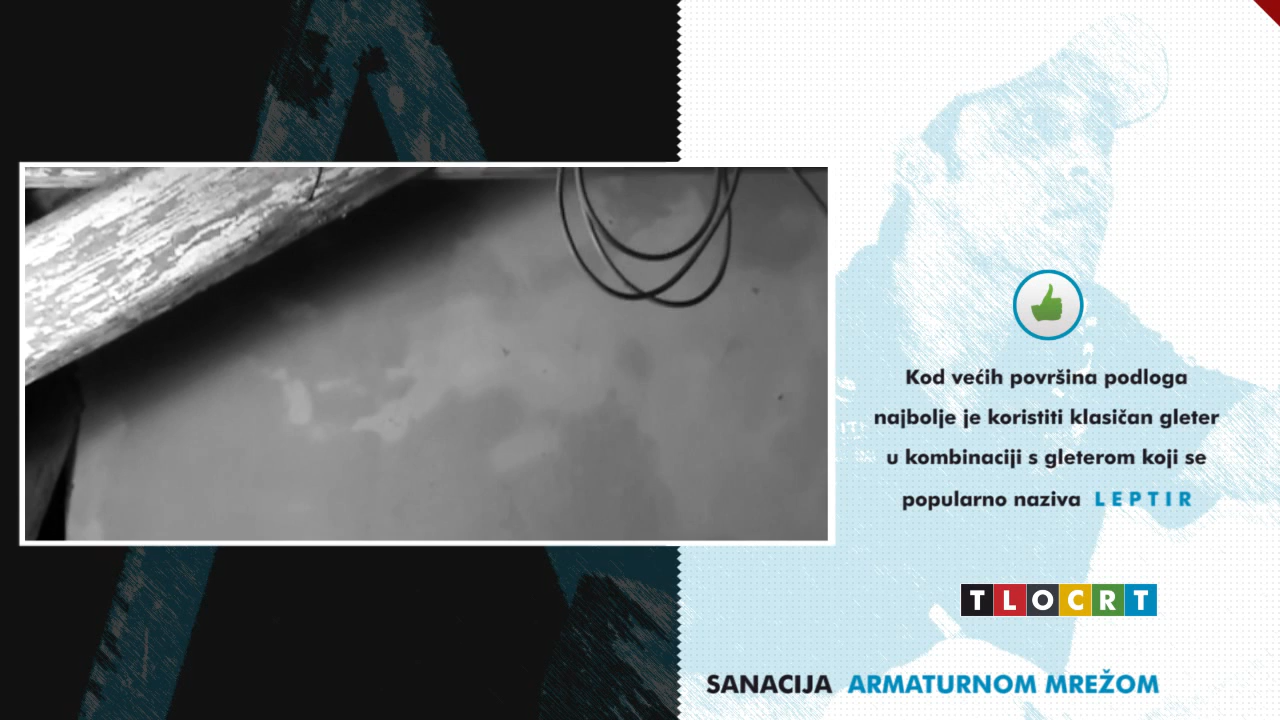 Kod većih površina podloga
najbolje je koristiti klasičan gleter
u kombinaciji s gleterom koji se
popularno naziva LEPTIR
TLOCRT
SANACIJA ARMATURNOM MREŽOM